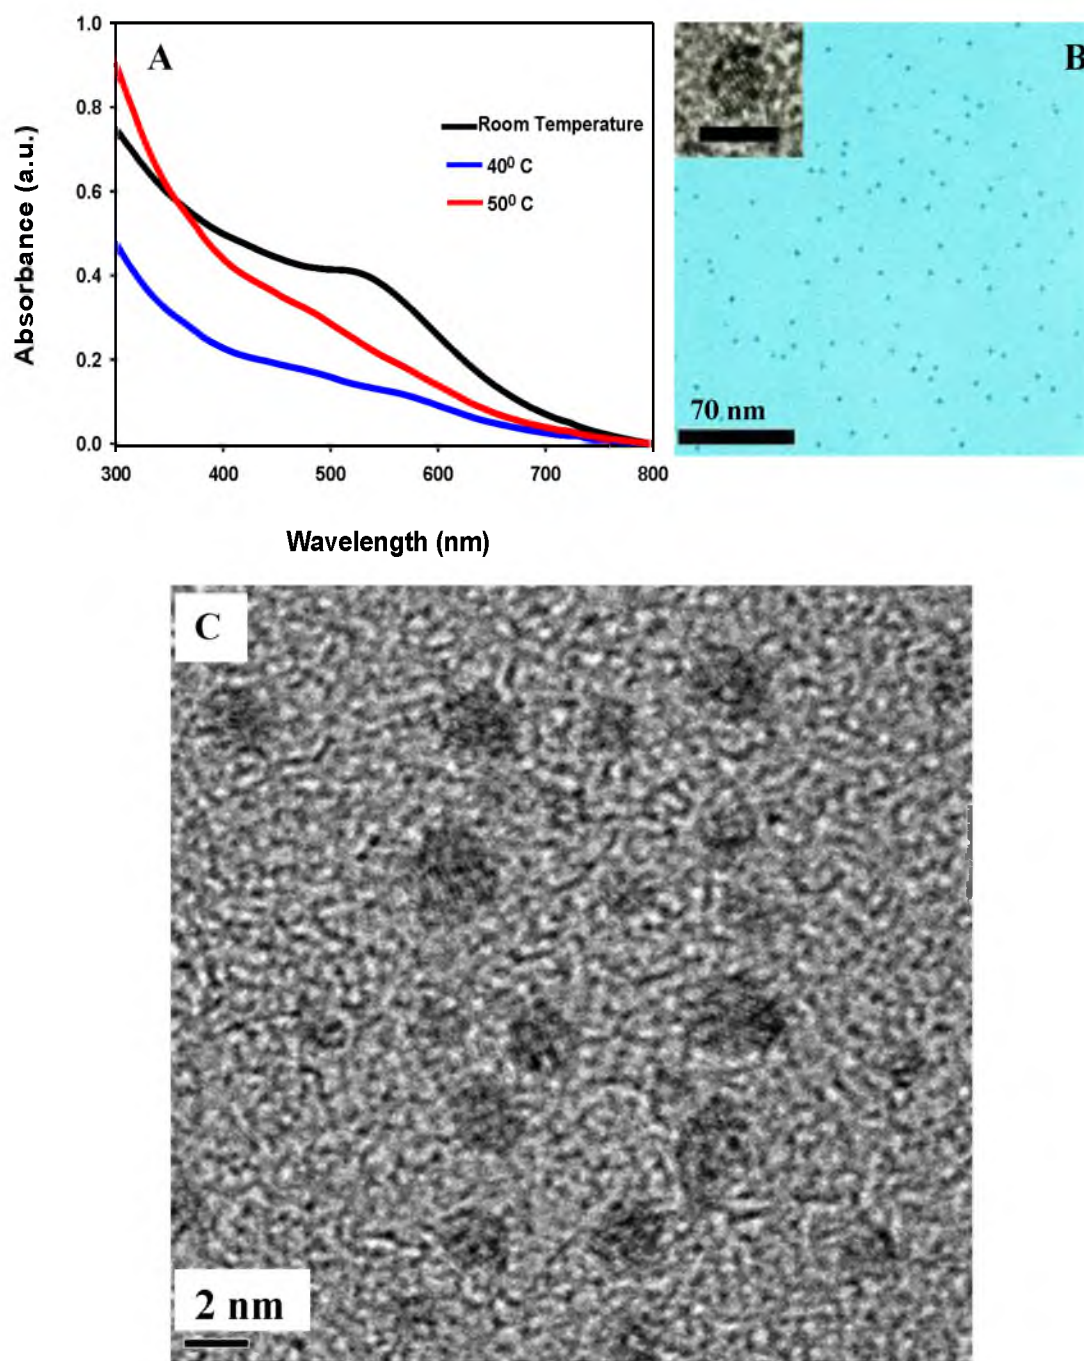 A
Absorbance (a.u.)
1.0
0.8
0.6
0.4
0.2
0.0
Room Temperature
40⁰ C
50⁰ C
300 400 500 600 700 800
Wavelength (nm)
B
70 nm
C
2 nm